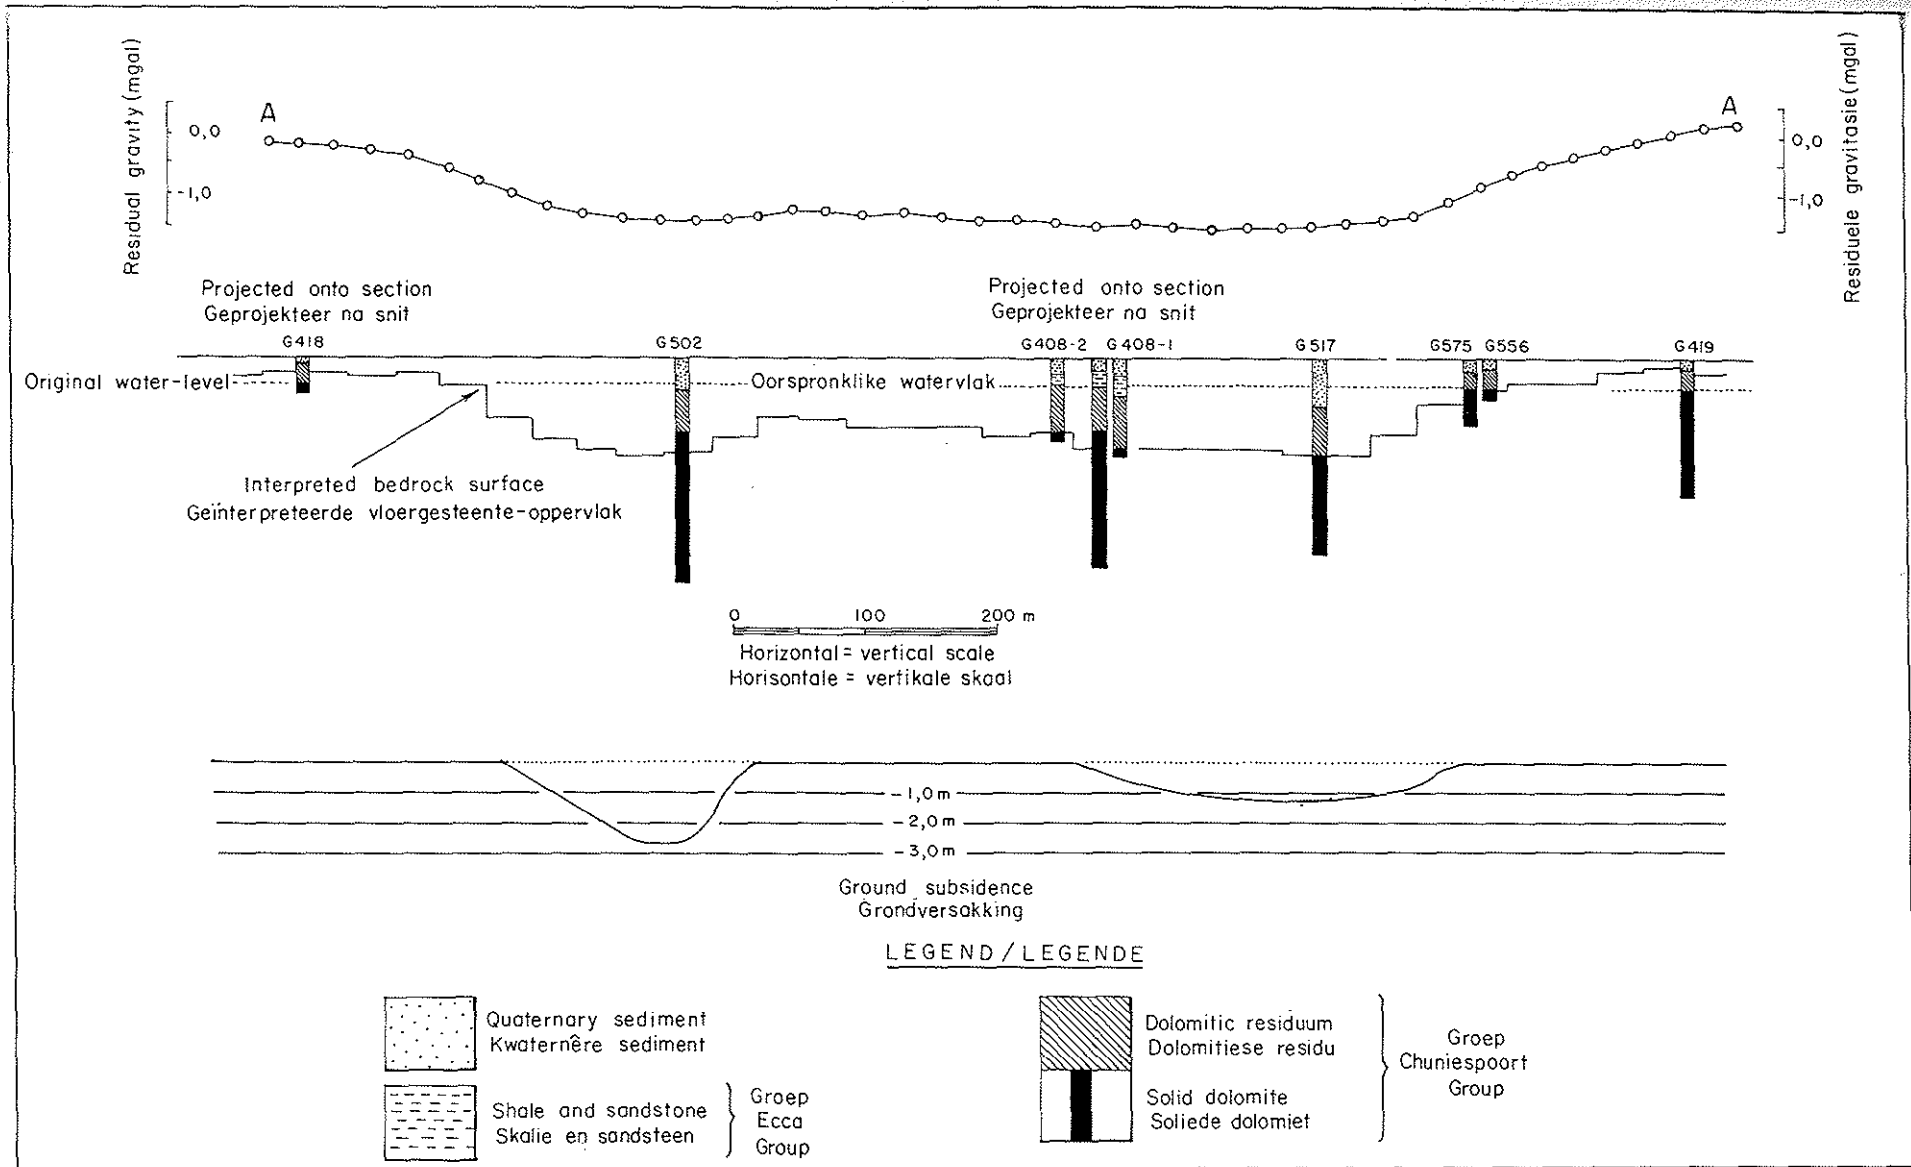 Residual gravity (mgal)
0,0
-1,0
A
A
0,0
-1,0
Residuele gravitasie (mgal)
Projected onto section
Geprojekteer na snit
Projected onto section
Geprojekteer na snit
G418
G502
G408-2
G408-1
G517
G575
G556
G419
Original water-level
Oorspronklike watervlak
Interpreted bedrock surface
Geïnterpreteerde vloergesteente-oppervlak
0 100 200 m
Horizontal = vertical scale
Horisontale = vertikale skaal
-1,0m
-2,0m
-3,0m
Ground subsidence
Grondversakking
LEGEND / LEGENDE
Quaternary sediment
Kwaternêre sediment
Shale and sandstone
Skalie en sandsteen
Groep
Ecca
Group
Dolomitic residuum
Dolomitiese residu
Solid dolomite
Soliede dolomiet
Groep
Chuniespoort
Group